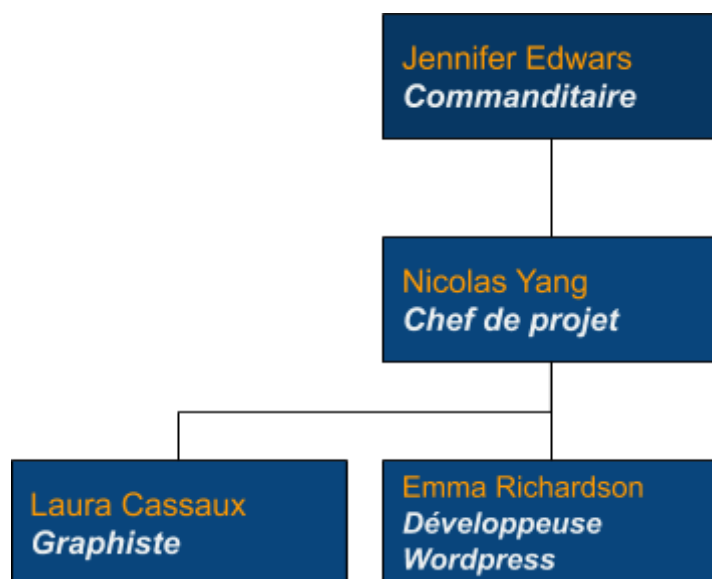 Jennifer Edwars
Commanditaire
Nicolas Yang
Chef de projet
Laura Cassaux
Graphiste
Emma Richardson
Développeuse
Wordpress